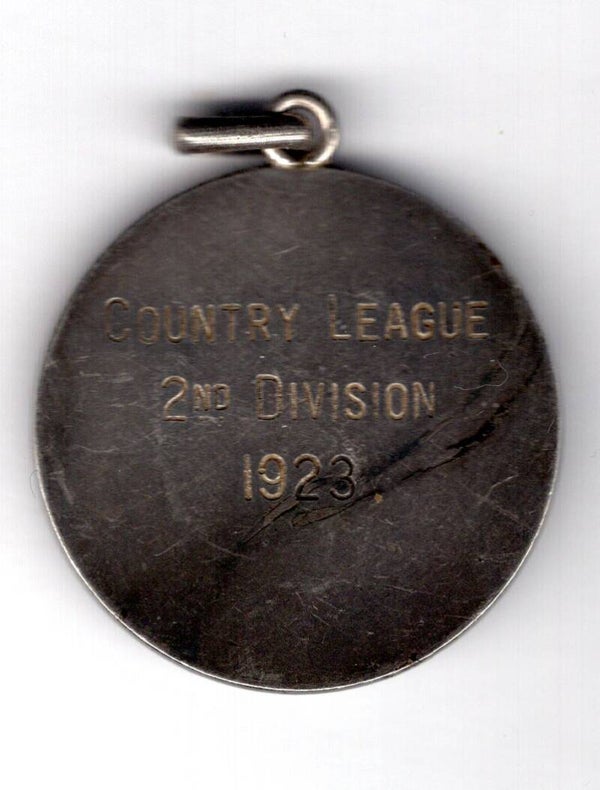 COUNTRY LEAGUE
2ND DIVISION
1923.